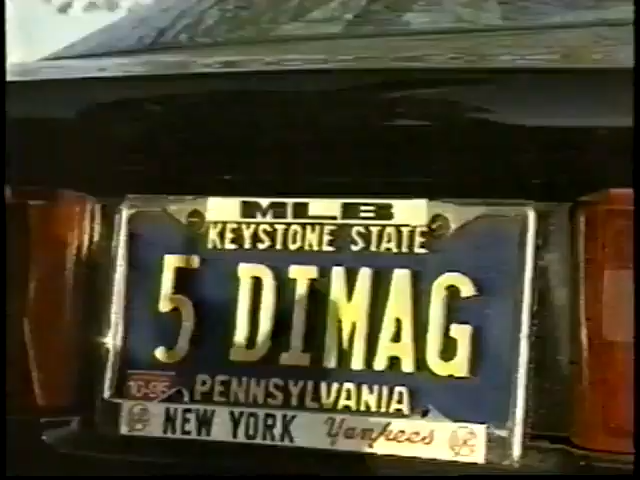 MLB
KEYSTONE STATE
5 DIMAG
10-95
PENNSYLVANIA
NEW YORK Yankees